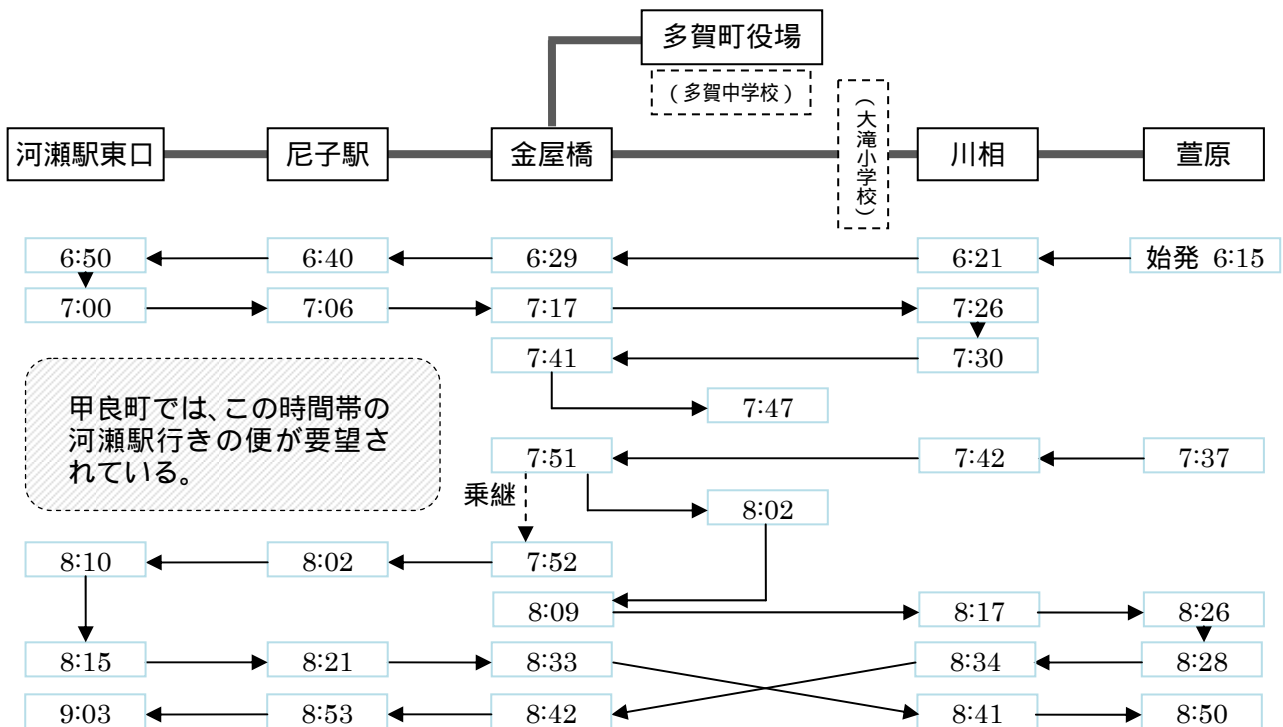 多賀町役場
(多賀中学校)
(大滝小学校)
河瀬駅東口 尼子駅 金屋橋 川相 萱原
6:50 6:40 6:29 6:21 始発 6:15
7:00 7:06 7:17 7:26
7:41 7:30
甲良町では、この時間帯の
河瀬駅行きの便が要望さ
れている。
7:47
7:51 7:42 7:37
乗継
8:02
8:10 8:02 7:52
8:09 8:17 8:26
8:15 8:21 8:33 8:34 8:28
9:03 8:53 8:42 8:41 8:50